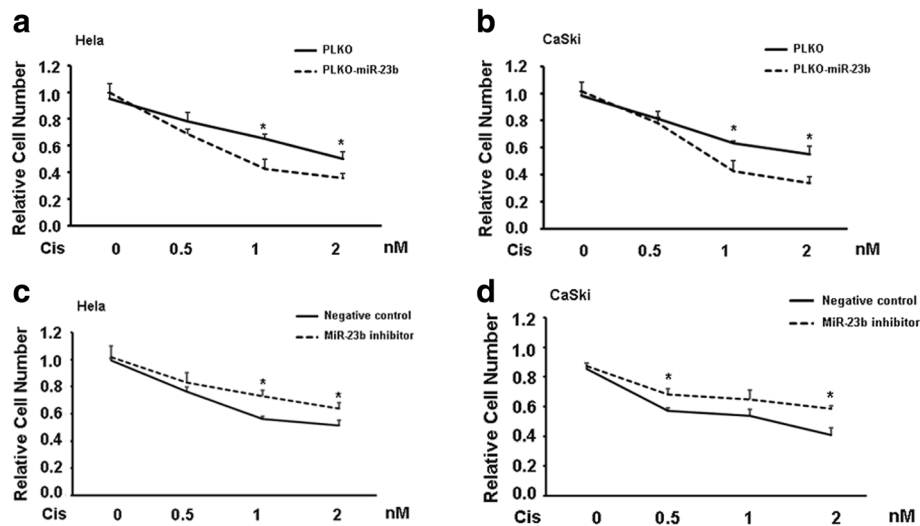 a
Hela
PLKO
PLKO-miR-23b
Relative Cell Number
1.2
1.0
0.8
0.6
0.4
0.2
0.0
*
*
Cis 0 0.5 1 2 nM
b
CaSki
PLKO
PLKO-miR-23b
Relative Cell Number
1.2
1.0
0.8
0.6
0.4
0.2
0.0
*
*
Cis 0 0.5 1 2 nM
c
Hela
Negative control
MiR-23b inhibitor
Relative Cell Number
1.2
1.0
0.8
0.6
0.4
0.2
0.0
*
*
Cis 0 0.5 1 2 nM
d
CaSki
Negative control
MiR-23b inhibitor
Relative Cell Number
1.2
1.0
0.8
0.6
0.4
0.2
0.0
*
*
Cis 0 0.5 1 2 nM